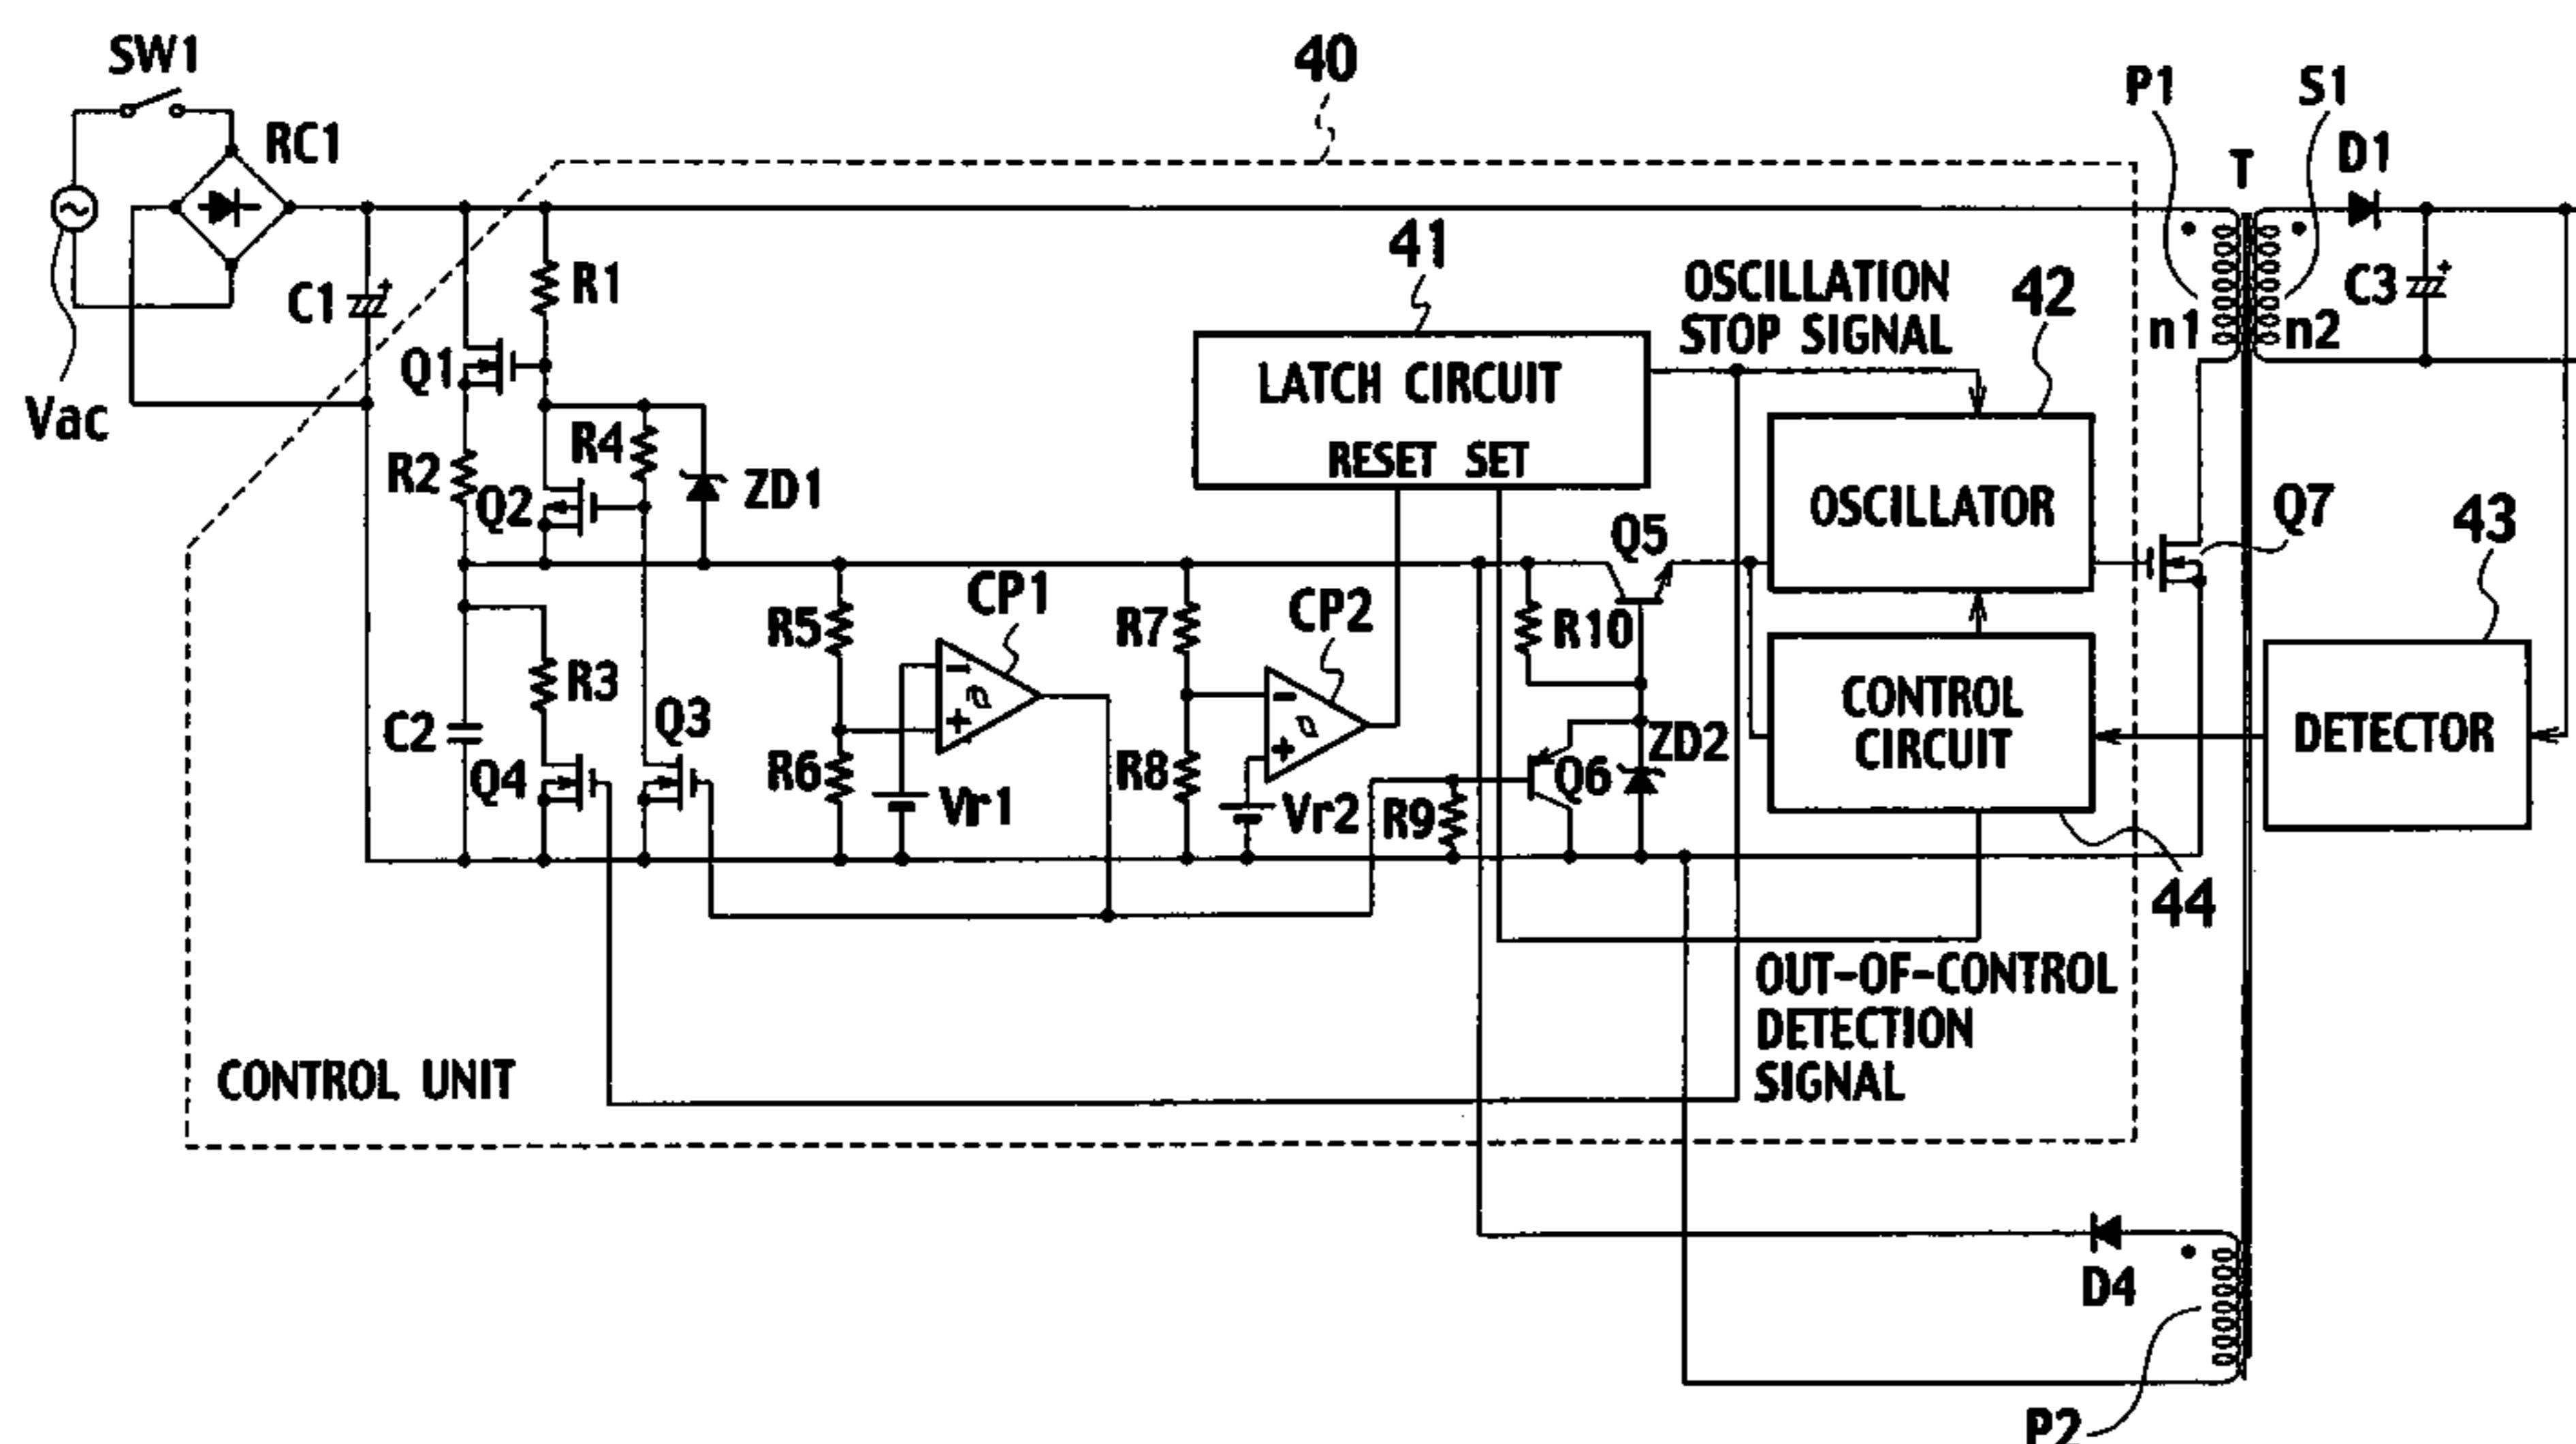 SW1
40
P1
S1
RC1
T
D1
41
OSCILLATION
STOP SIGNAL
42
R1
C1
C3
n1
n2
Q1
LATCH CIRCUIT
Vac
R4
RESET SET
R2
Q2
ZD1
Q5
OSCILLATOR
Q7
43
CP1
CP2
R5
R7
R10
R3
C2
Q3
CONTROL
CIRCUIT
DETECTOR
ZD2
Q4
R6
R8
Q6
Vr1
Vr2
R9
44
OUT-OF-CONTROL
DETECTION
SIGNAL
CONTROL UNIT
D4
P2